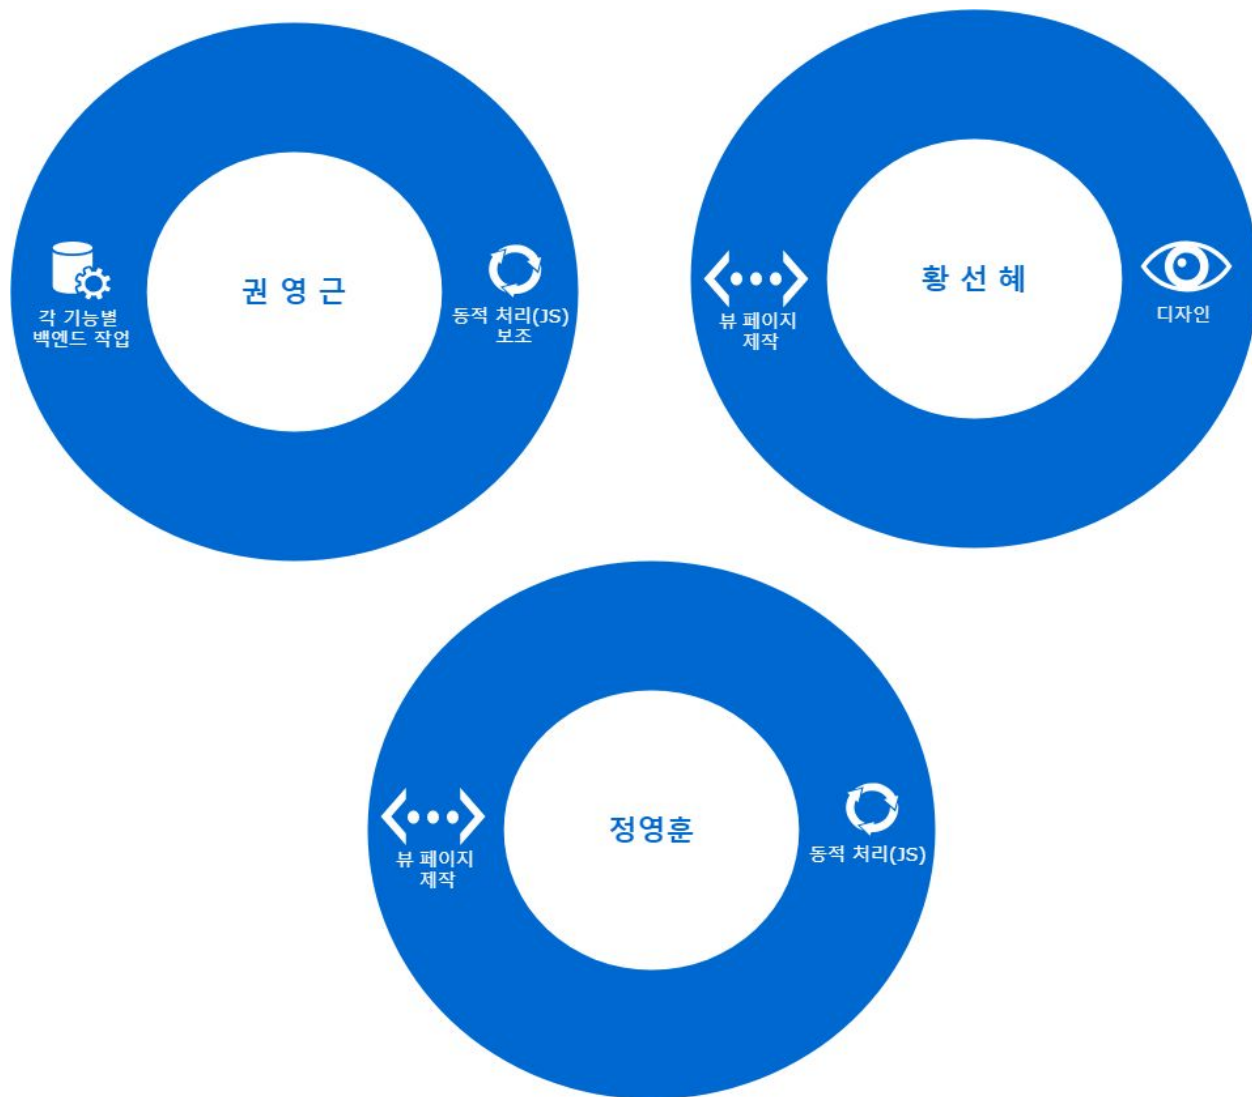 권 영 근
각 기능별
백엔드 작업
동적 처리(JS)
보조
황 선 혜
뷰 페이지
제작
디자인
정영훈
뷰 페이지
제작
동적 처리(JS)